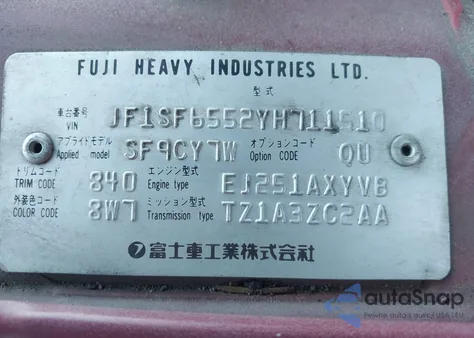 FUJI HEAVY INDUSTRIES LTD.
型式
車台番号
VIN JF1SF6552YH711510
アプライドモデル オプションコード
Applied model SF9CY7W Option CODE QU
トリムコード エンジン型式
TRIM CODE 840 Engine type EJ251AXYVB
外装色コード ミッション型式
COLOR CODE 8W7 Transmission type TZ1A3ZC2AA
富士重工業株式会社
autoSnap